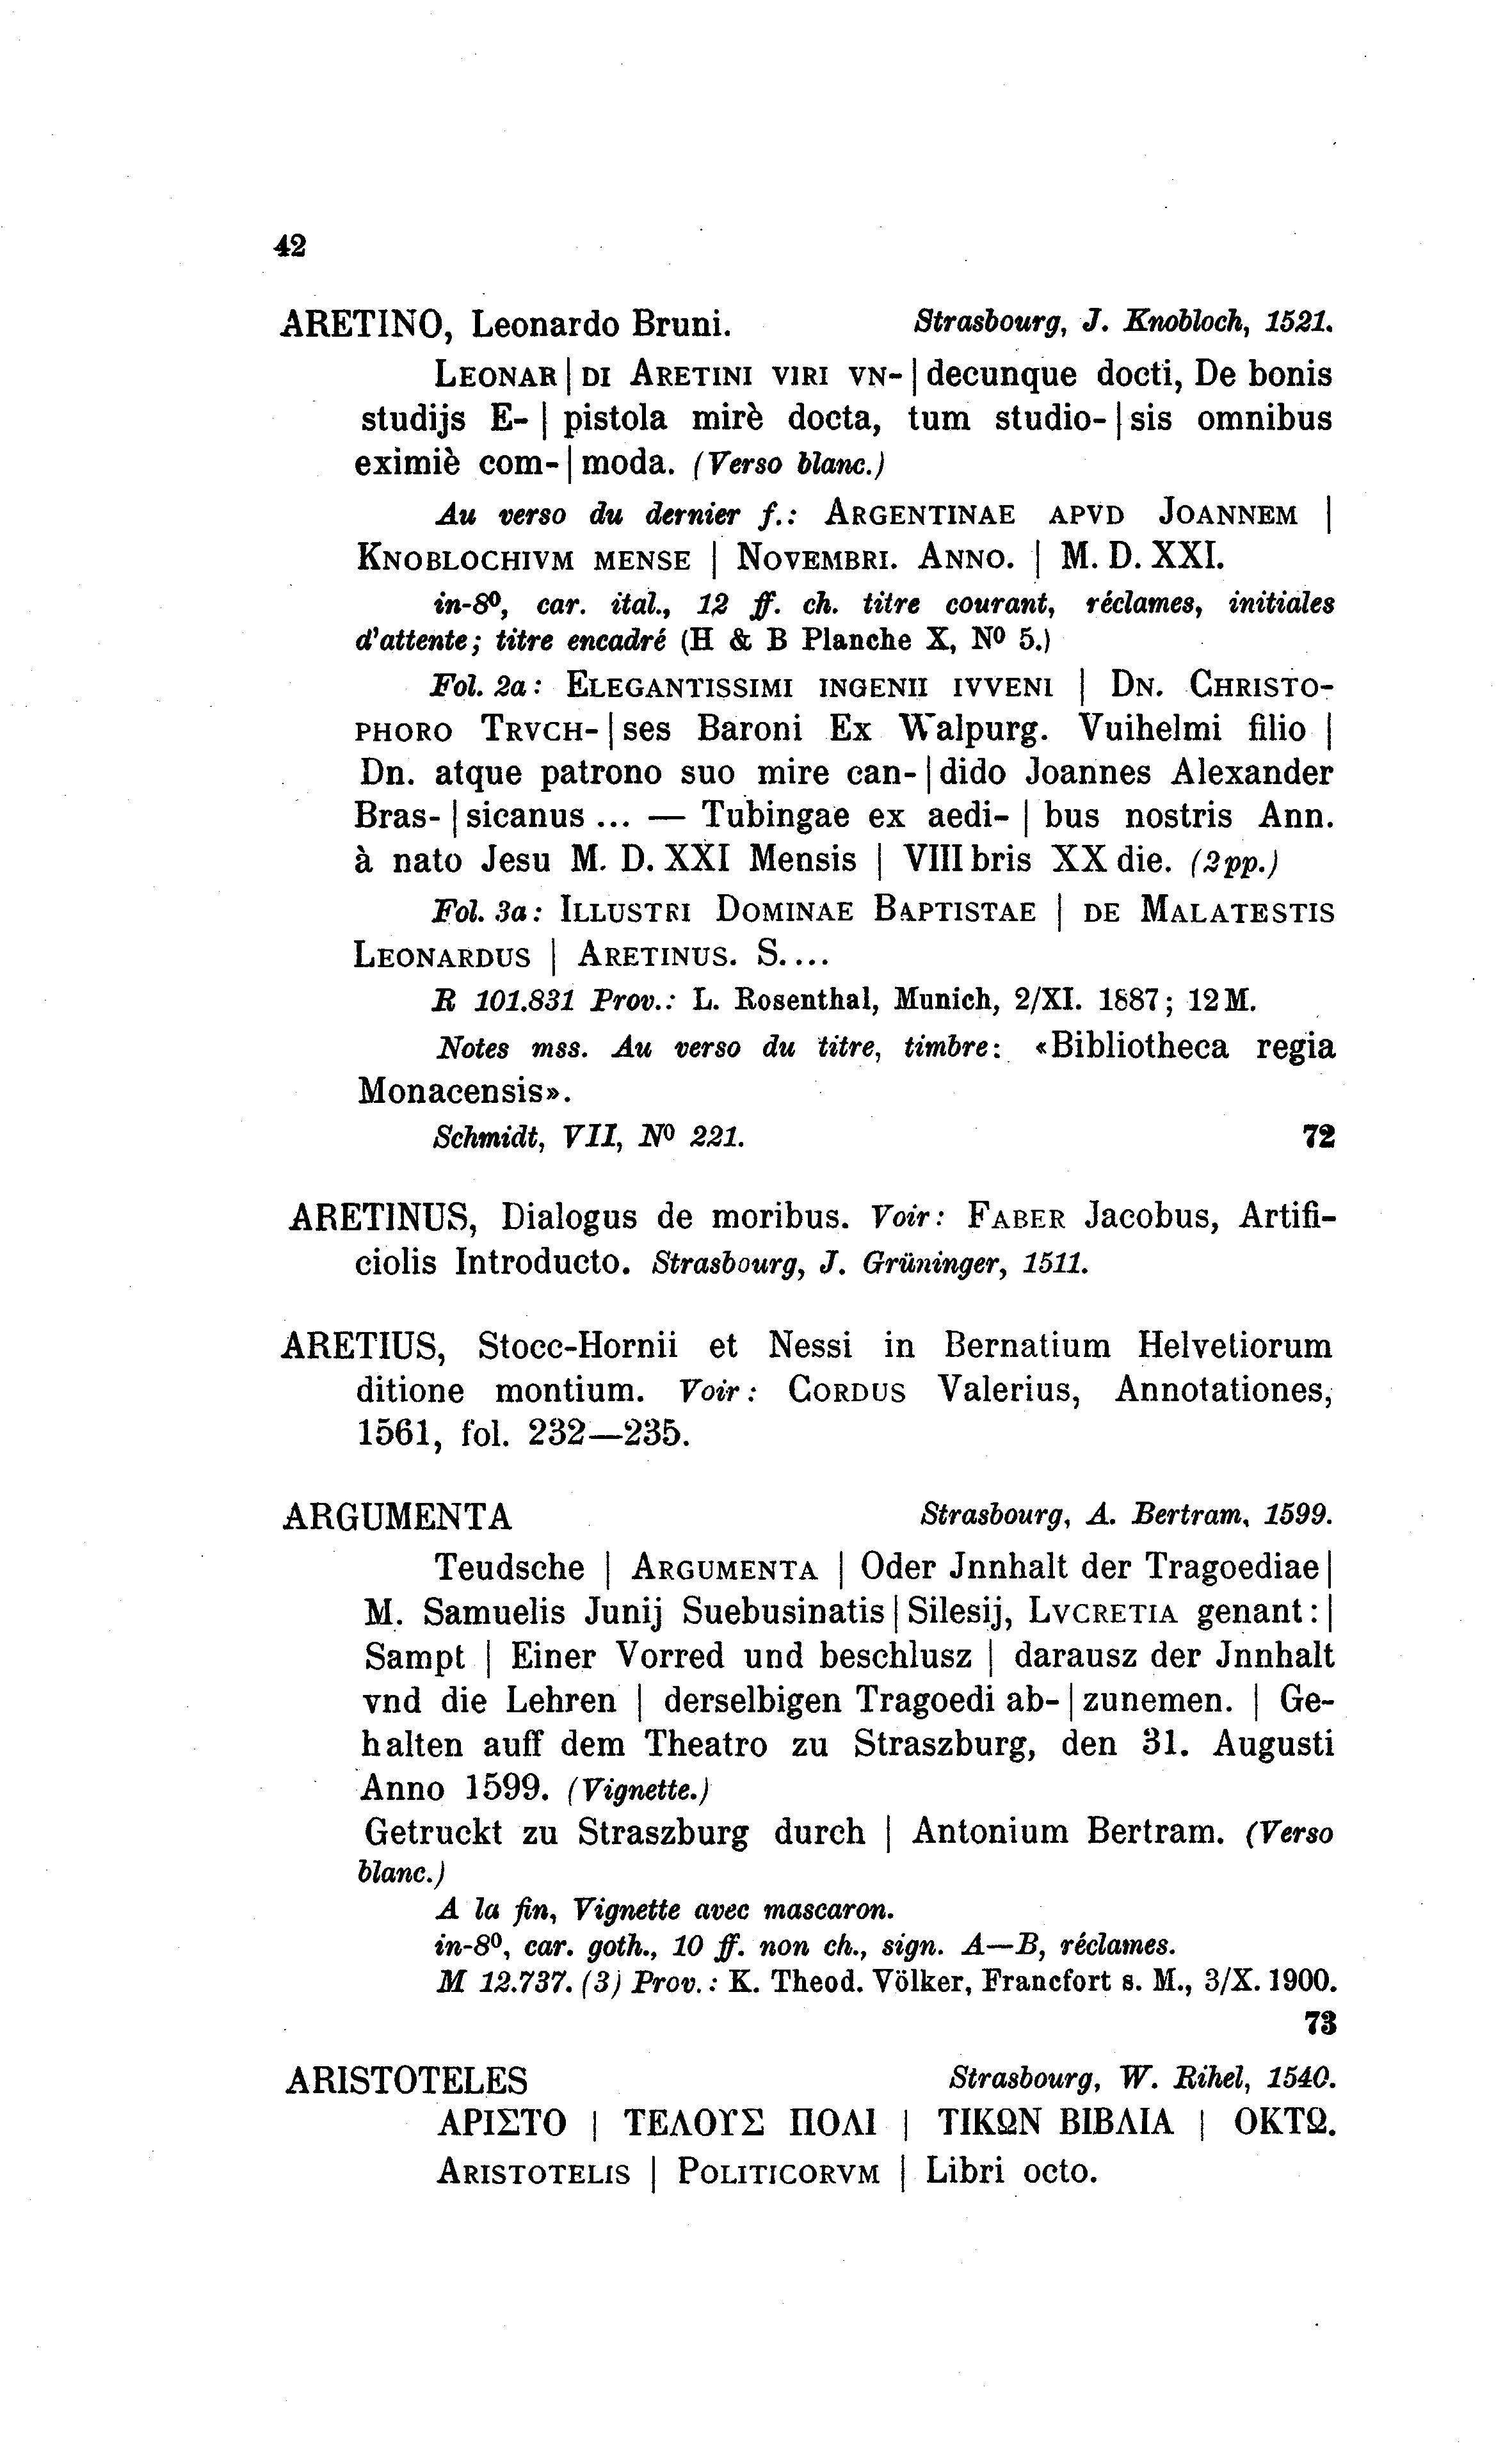 42
ARETINO, Leonardo Bruni. Strasbourg, J. Knobloch, 1521.
LEONAR | DI ARETINI VIRI VN- | decunque docti, De bonis
studijs E- | pistola mirè docta, tum studio- | sis omnibus
eximiè com- | moda. (Verso blanc.)
Au verso du dernier f.: ARGENTINAE APVD JOANNEM |
KNOBLOCHIVM MENSE | NOVEMBRI. ANNO. | M. D. XXI.
in-8º, car. ital., 12 ff. ch. titre courant, réclames, initiales
d'attente; titre encadré (H & B Planche X, Nº 5.)
Fol. 2a: ELEGANTISSIMI INGENII IVVENI | DN. CHRISTO-
PHORO TRVCH- | ses Baroni Ex Walpurg. Vuihelmi filio |
Dn. atque patrono suo mire can- | dido Joannes Alexander
Bras- | sicanus ... — Tubingae ex aedi- | bus nostris Ann.
à nato Jesu M. D. XXI Mensis | VIIIbris XX die. (2pp.)
Fol. 3a: ILLUSTRI DOMINAE BAPTISTAE | DE MALATESTIS
LEONARDUS | ARETINUS. S....
R 101.831 Prov.: L. Rosenthal, Munich, 2/XI. 1887; 12 M.
Notes mss. Au verso du titre, timbre: «Bibliotheca regia
Monacensis».
Schmidt, VII, Nº 221. 72
ARETINUS, Dialogus de moribus. Voir: FABER Jacobus, Artifi-
ciolis Introducto. Strasbourg, J. Grüninger, 1511.
ARETIUS, Stocc-Hornii et Nessi in Bernatium Helvetiorum
ditione montium. Voir: CORDUS Valerius, Annotationes,
1561, fol. 232—235.
ARGUMENTA Strasbourg, A. Bertram, 1599.
Teudsche | ARGUMENTA | Oder Jnnhalt der Tragoediae |
M. Samuelis Junij Suebusinatis | Silesij, LVCRETIA genant: |
Sampt | Einer Vorred und beschlusz | darausz der Jnnhalt
vnd die Lehren | derselbigen Tragoedi ab- | zunemen. | Ge-
halten auff dem Theatro zu Straszburg, den 31. Augusti
Anno 1599. (Vignette.)
Getruckt zu Straszburg durch | Antonium Bertram. (Verso
blanc.)
A la fin, Vignette avec mascaron.
in-8º, car. goth., 10 ff. non ch., sign. A—B, réclames.
M 12.737. (3) Prov.: K. Theod. Völker, Francfort s. M., 3/X. 1900.
73
ARISTOTELES Strasbourg, W. Rihel, 1540.
ΑΡΙΣΤΟ | ΤΕΛΟΥΣ ΠΟΛΙ | ΤΙΚΩΝ ΒΙΒΛΙΑ | ΟΚΤΩ.
ARISTOTELIS | POLITICORVM | Libri octo.